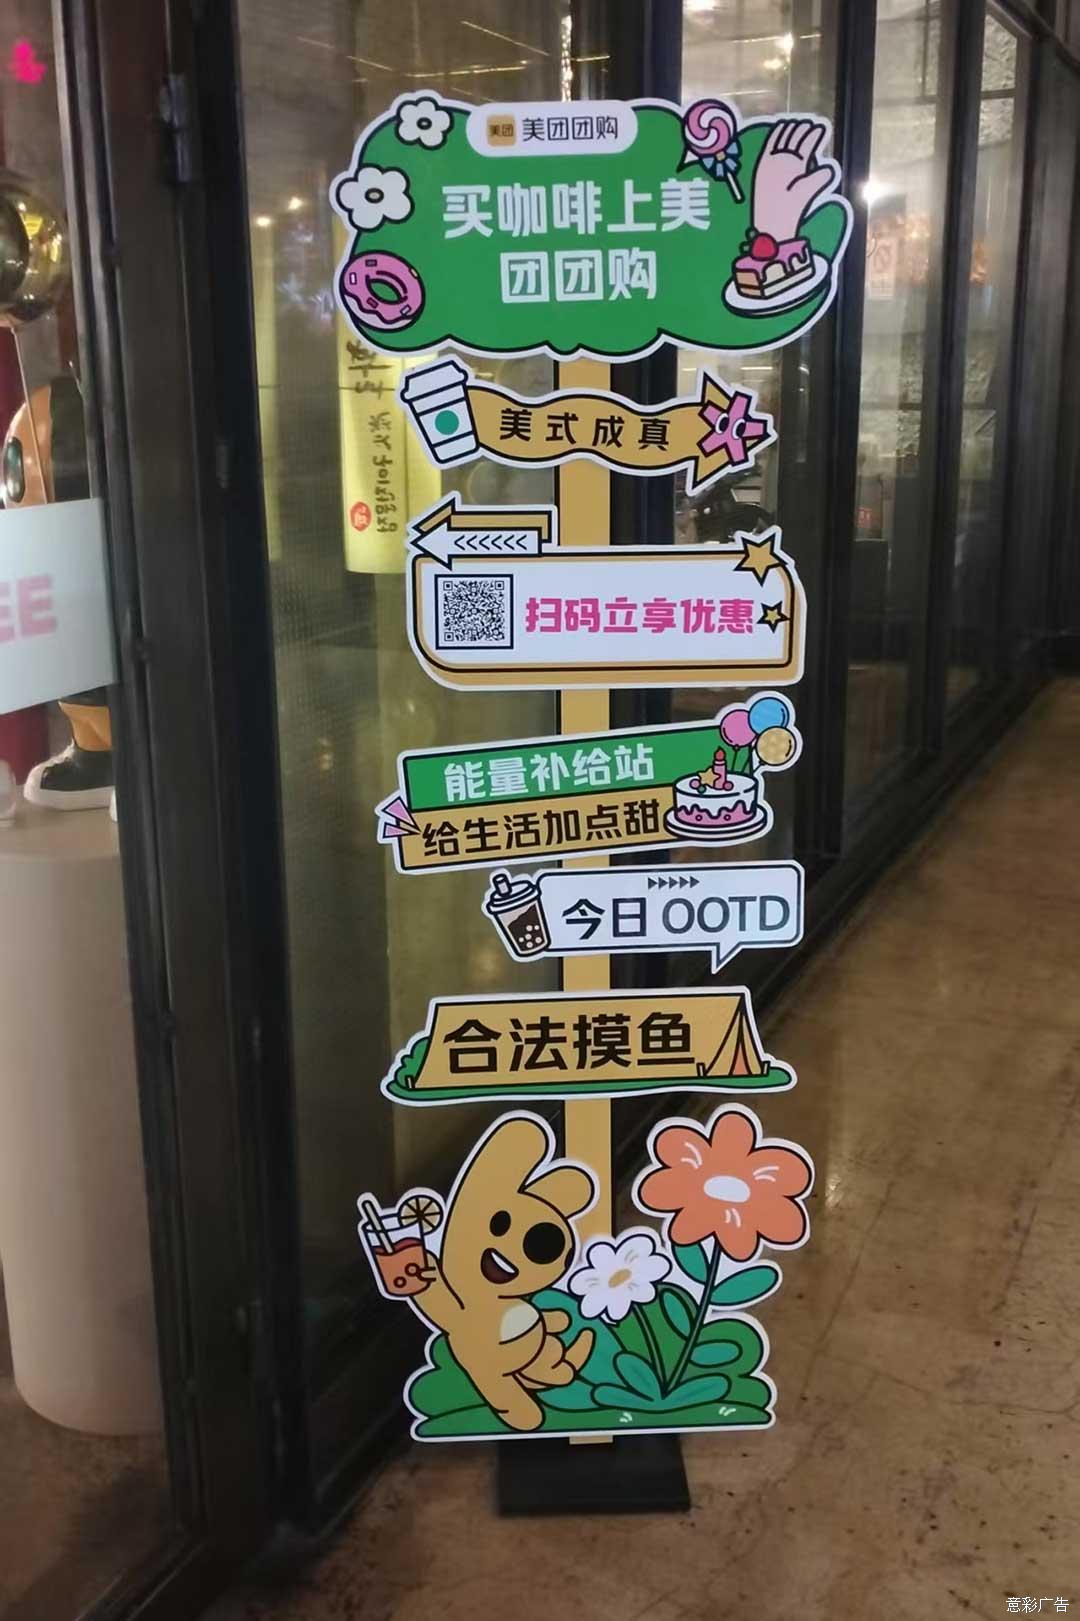 美团 美团团购
买咖啡上美
团团购
美式成真
扫码立享优惠
能量补给站
给生活加点甜
今日 OOTD
合法摸鱼
EE
意彩广告